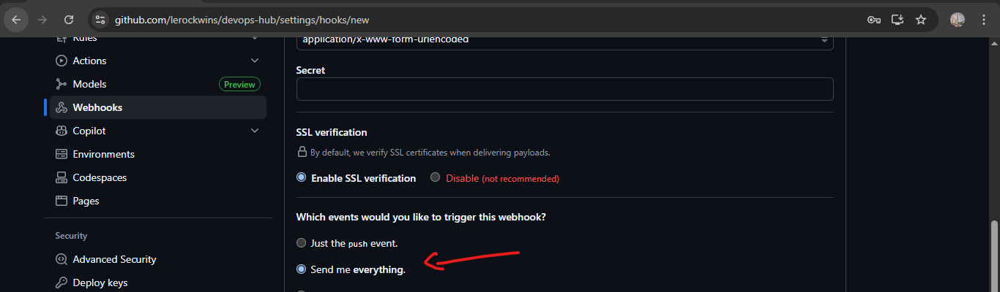 github.com/lerockwins/devops-hub/settings/hooks/new
Rules
Actions
Models Preview
Webhooks
Copilot
Environments
Codespaces
Pages
Security
Advanced Security
Deploy keys
application/x-www-form-urlencoded
Secret
SSL verification
By default, we verify SSL certificates when delivering payloads.
Enable SSL verification Disable (not recommended)
Which events would you like to trigger this webhook?
Just the push event.
Send me everything.